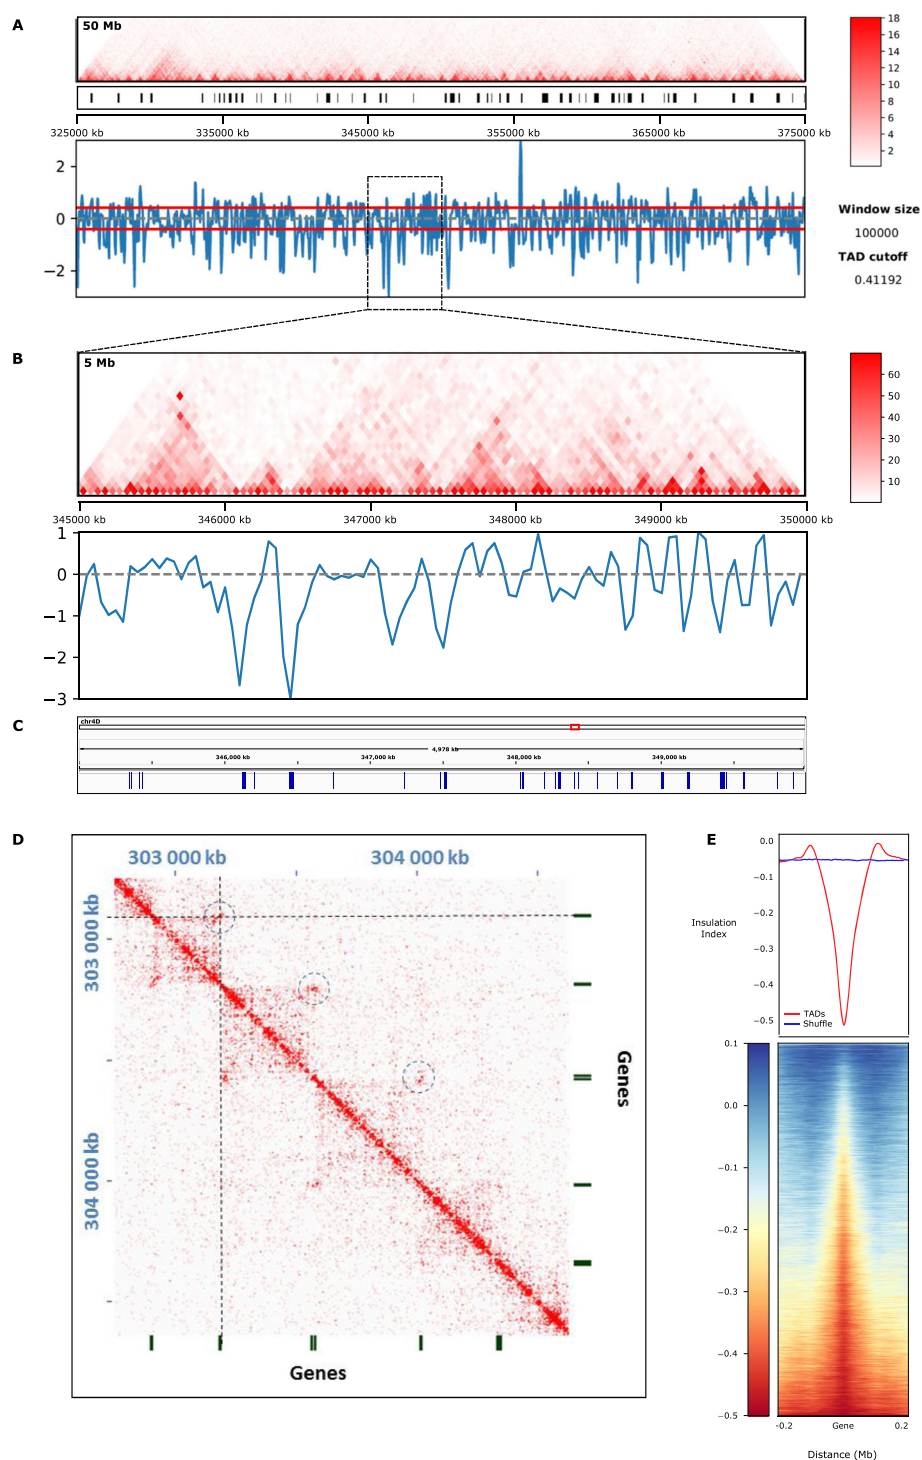 A
50 Mb
18
16
14
12
10
8
6
4
2
325000 kb 335000 kb 345000 kb 355000 kb 365000 kb 375000 kb
2
0
−2
Window size
100000
TAD cutoff
0.41192
B
5 Mb
60
50
40
30
20
10
345000 kb 346000 kb 347000 kb 348000 kb 349000 kb 350000 kb
1
0
−1
−2
−3
C
chr4D
4,978 kb
346,000 kb 347,000 kb 348,000 kb 349,000 kb
D
303 000 kb 304 000 kb
303 000 kb
304 000 kb
Genes
Genes
E
0.0
−0.1
−0.2
−0.3
−0.4
−0.5
Insulation
Index
TADs
Shuffle
0.1
0.0
−0.1
−0.2
−0.3
−0.4
−0.5
-0.2 Gene 0.2
Distance (Mb)